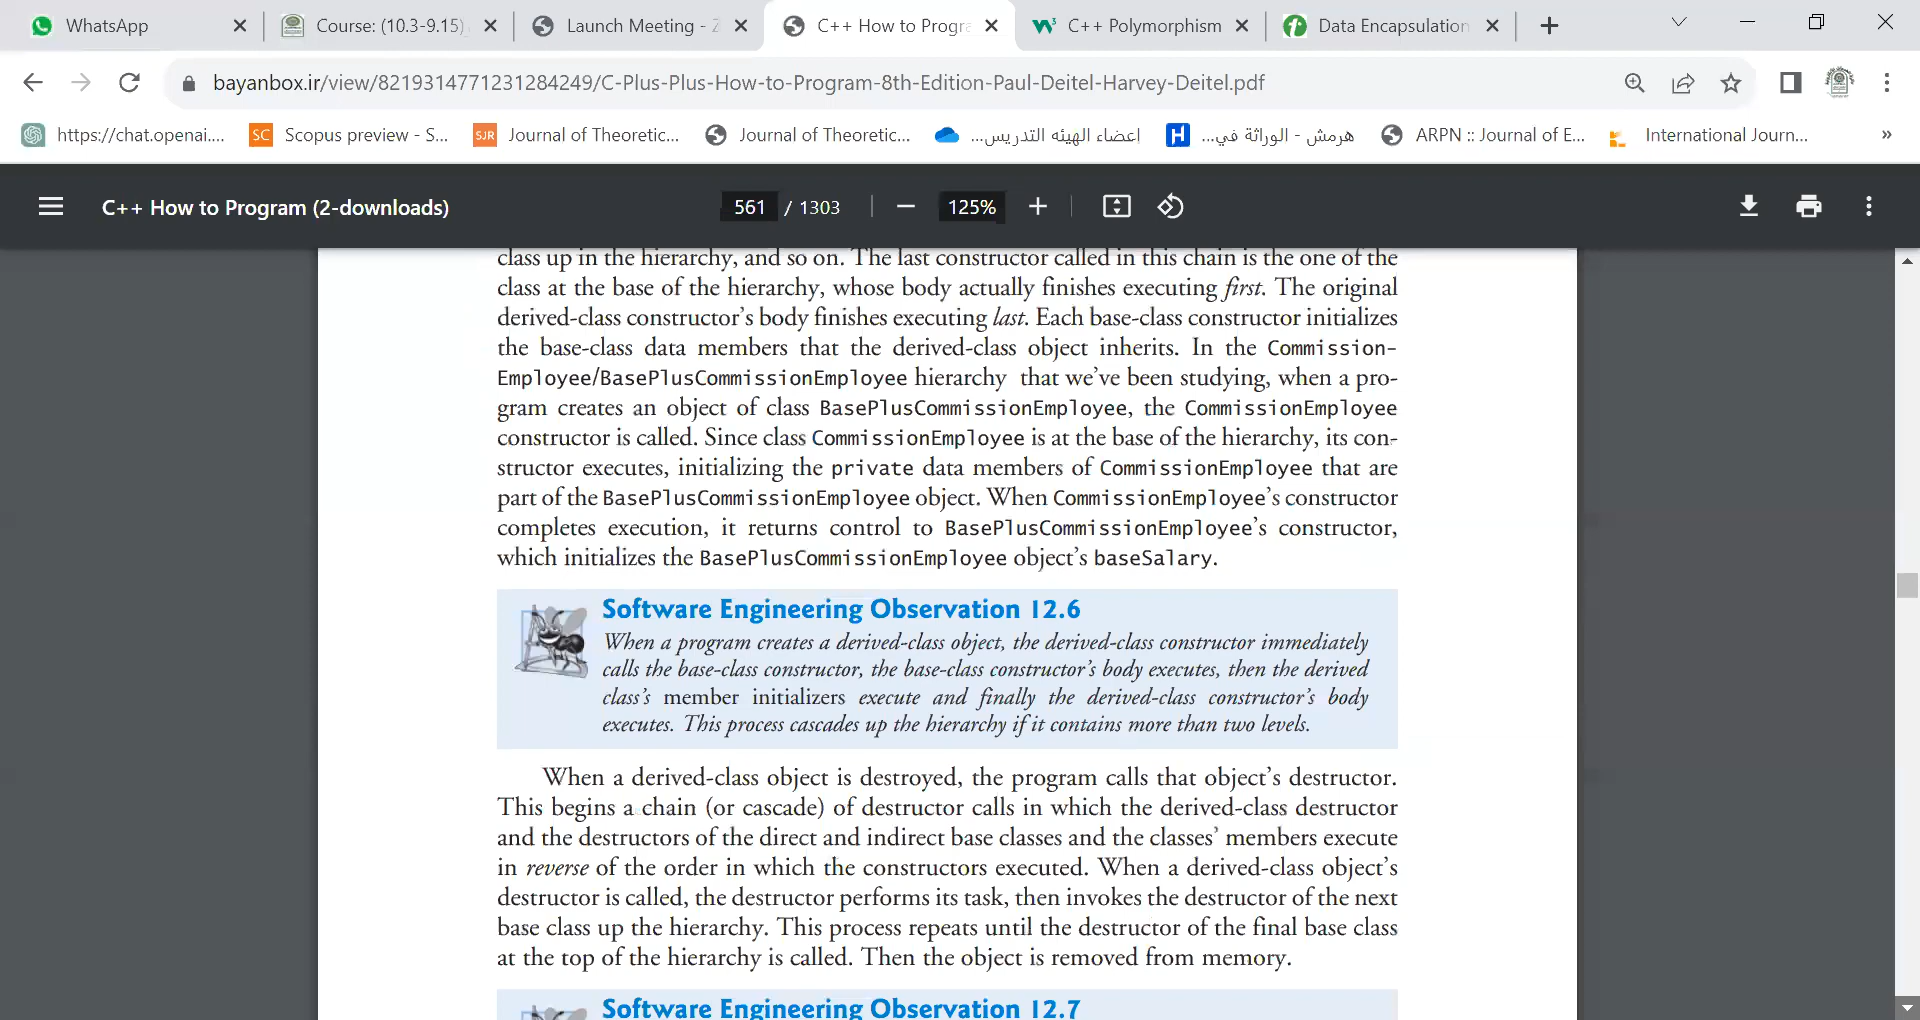 WhatsApp
Course: (10.3-9.15)
Launch Meeting - Z
C++ How to Progra
C++ Polymorphism
Data Encapsulation
bayanbox.ir/view/8219314771231284249/C-Plus-Plus-How-to-Program-8th-Edition-Paul-Deitel-Harvey-Deitel.pdf
https://chat.openai....
SC Scopus preview - S...
SJR Journal of Theoretic...
Journal of Theoretic...
اعضاء الهيئه التدريس...
H هرمش - الوراثة في...
ARPN :: Journal of E...
International Journ...
»
C++ How to Program (2-downloads)
561 / 1303
125%
class up in the hierarchy, and so on. The last constructor called in this chain is the one of the
class at the base of the hierarchy, whose body actually finishes executing first. The original
derived-class constructor’s body finishes executing last. Each base-class constructor initializes
the base-class data members that the derived-class object inherits. In the Commission-
Employee/BasePlusCommissionEmployee hierarchy that we’ve been studying, when a pro-
gram creates an object of class BasePlusCommissionEmployee, the CommissionEmployee
constructor is called. Since class CommissionEmployee is at the base of the hierarchy, its con-
structor executes, initializing the private data members of CommissionEmployee that are
part of the BasePlusCommissionEmployee object. When CommissionEmployee’s constructor
completes execution, it returns control to BasePlusCommissionEmployee’s constructor,
which initializes the BasePlusCommissionEmployee object’s baseSalary.
Software Engineering Observation 12.6
When a program creates a derived-class object, the derived-class constructor immediately
calls the base-class constructor, the base-class constructor’s body executes, then the derived
class’s member initializers execute and finally the derived-class constructor’s body
executes. This process cascades up the hierarchy if it contains more than two levels.
When a derived-class object is destroyed, the program calls that object’s destructor.
This begins a chain (or cascade) of destructor calls in which the derived-class destructor
and the destructors of the direct and indirect base classes and the classes’ members execute
in reverse of the order in which the constructors executed. When a derived-class object’s
destructor is called, the destructor performs its task, then invokes the destructor of the next
base class up the hierarchy. This process repeats until the destructor of the final base class
at the top of the hierarchy is called. Then the object is removed from memory.
Software Engineering Observation 12.7